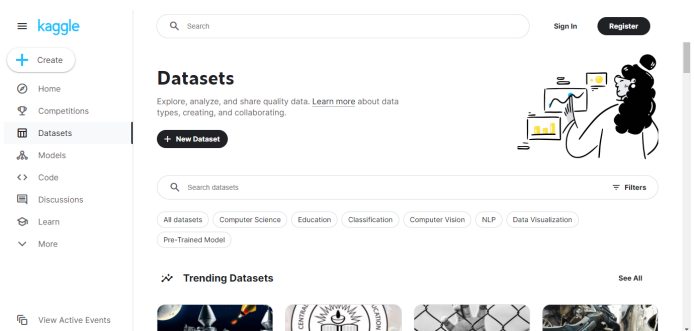 kaggle
Search
Sign In
Register
Create
Home
Competitions
Datasets
Models
Code
Discussions
Learn
More
View Active Events
Datasets
Explore, analyze, and share quality data. Learn more about data
types, creating, and collaborating.
New Dataset
Search datasets
Filters
All datasets
Computer Science
Education
Classification
Computer Vision
NLP
Data Visualization
Pre-Trained Model
Trending Datasets
See All